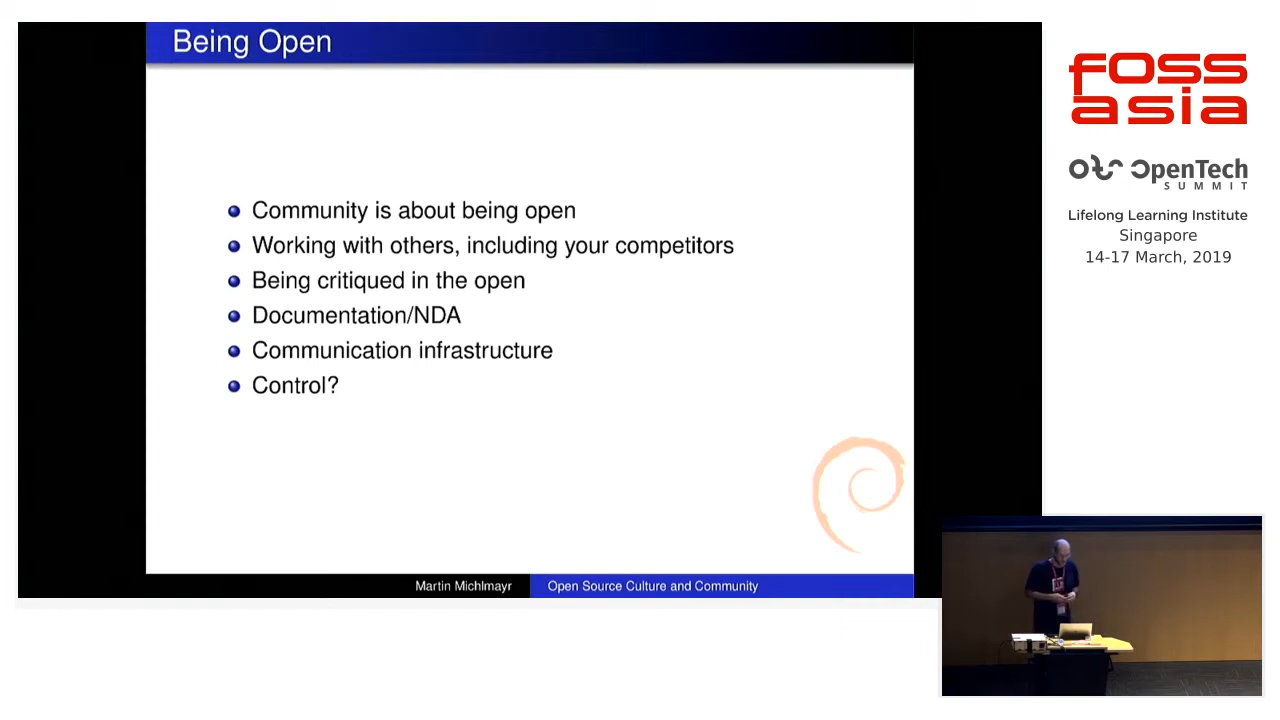 Being Open
Community is about being open
Working with others, including your competitors
Being critiqued in the open
Documentation/NDA
Communication infrastructure
Control?
Martin Michlmayr
Open Source Culture and Community
fOSS
asia
OpenTech
SUMMIT
Lifelong Learning Institute
Singapore
14-17 March, 2019